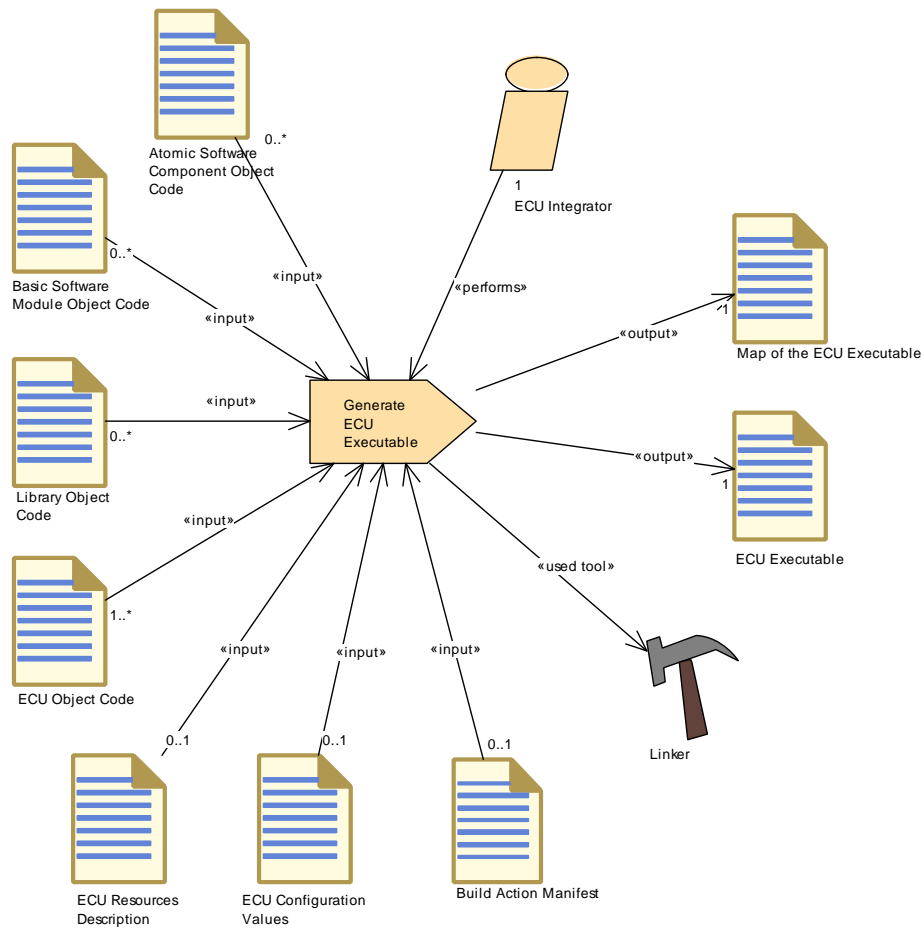 0..*
Atomic Software
Component Object
Code
1
ECU Integrator
0..*
Basic Software
Module Object Code
«input»
«input»
«performs»
1
«output»
Map of the ECU Executable
«input»
0..*
Library Object
Code
Generate
ECU
Executable
«output»
1
ECU Executable
«input»
1..*
ECU Object Code
«used tool»
«input»
«input»
«input»
Linker
0..1
0..1
0..1
ECU Resources
Description
ECU Configuration
Values
Build Action Manifest